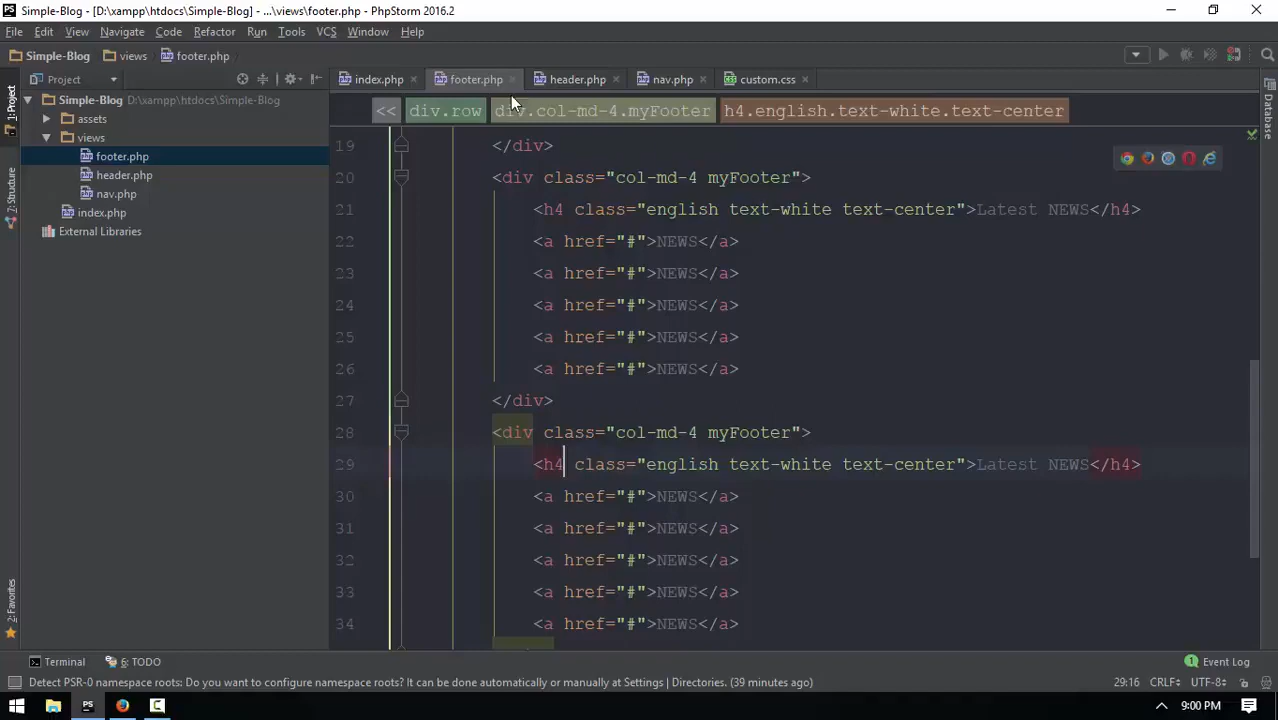 Simple-Blog - [D:\xampp\htdocs\Simple-Blog] - ...\views\footer.php - PhpStorm 2016.2
File Edit View Navigate Code Refactor Run Tools VCS Window Help
Simple-Blog views footer.php
Project
index.php footer.php header.php nav.php custom.css
1: Project
7: Structure
2: Favorites
Database
Simple-Blog D:\xampp\htdocs\Simple-Blog
assets
views
footer.php
header.php
nav.php
index.php
External Libraries
<< div.row div.col-md-4.myFooter h4.english.text-white.text-center
19 </div>
20 <div class="col-md-4 myFooter">
21 <h4 class="english text-white text-center">Latest NEWS</h4>
22 <a href="#">NEWS</a>
23 <a href="#">NEWS</a>
24 <a href="#">NEWS</a>
25 <a href="#">NEWS</a>
26 <a href="#">NEWS</a>
27 </div>
28 <div class="col-md-4 myFooter">
29 <h4 class="english text-white text-center">Latest NEWS</h4>
30 <a href="#">NEWS</a>
31 <a href="#">NEWS</a>
32 <a href="#">NEWS</a>
33 <a href="#">NEWS</a>
34 <a href="#">NEWS</a>
Terminal 6: TODO 1 Event Log
Detect PSR-0 namespace roots: Do you want to configure namespace roots? It can be done automatically or manually at Settings | Directories. (39 minutes ago) 29:16 CRLF÷ UTF-8÷
9:00 PM